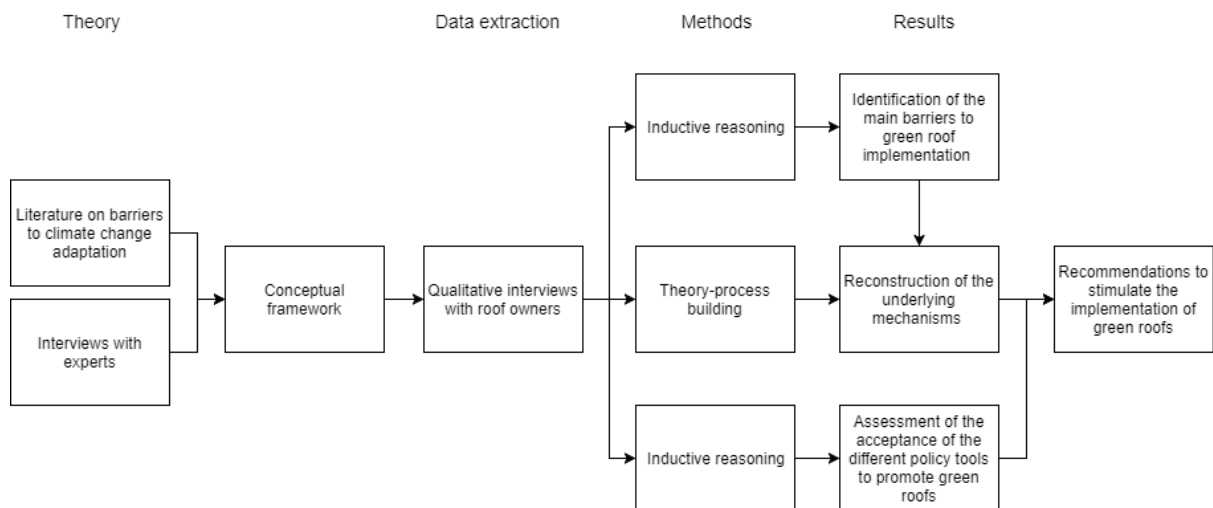 Theory
Data extraction
Methods
Results
Literature on barriers
to climate change
adaptation
Interviews with
experts
Conceptual
framework
Qualitative interviews
with roof owners
Inductive reasoning
Identification of the
main barriers to
green roof
implementation
Theory-process
building
Reconstruction of the
underlying
mechanisms
Inductive reasoning
Assessment of the
acceptance of the
different policy tools
to promote green
roofs
Recommendations to
stimulate the
implementation of
green roofs